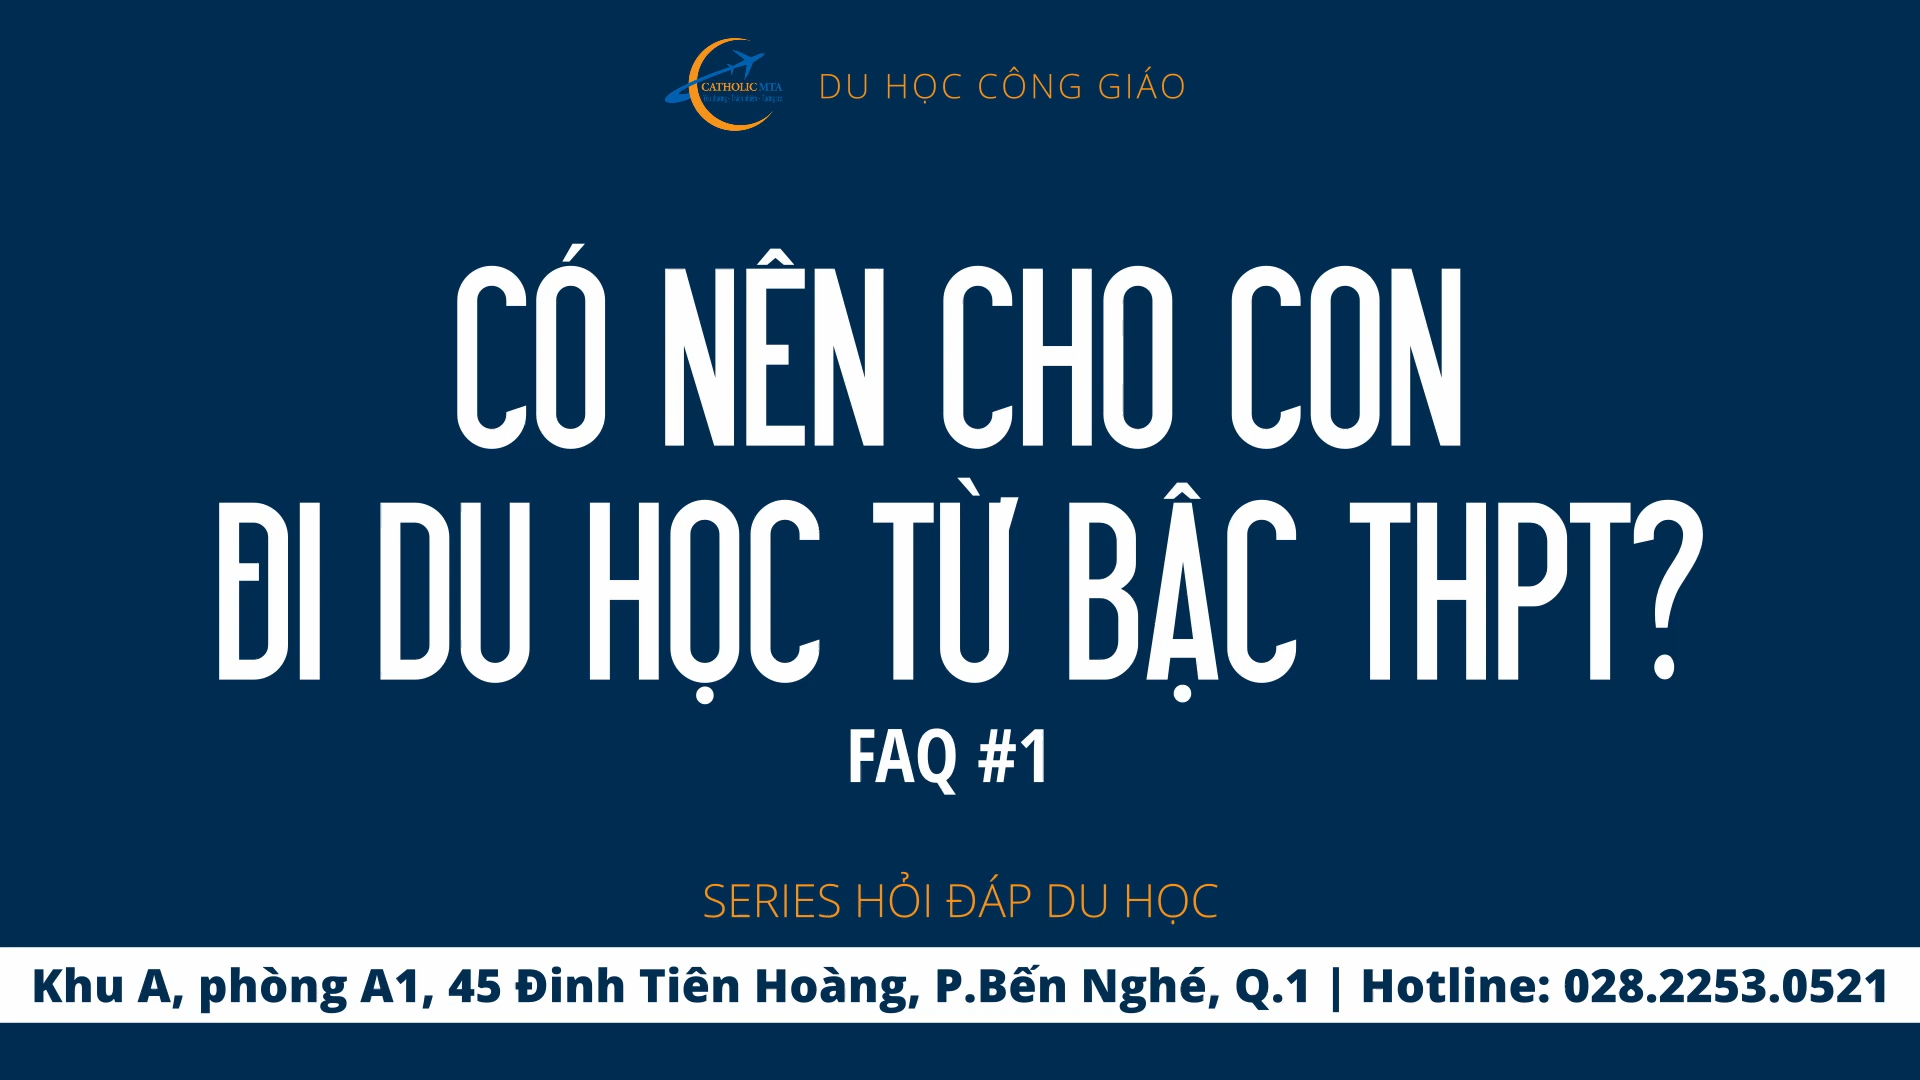 CATHOLIC MTA
DU HỌC CÔNG GIÁO
CÓ NÊN CHO CON
ĐI DU HỌC TỪ BẬC THPT?
FAQ #1
SERIES HỎI ĐÁP DU HỌC
Khu A, phòng A1, 45 Đinh Tiên Hoàng, P.Bến Nghé, Q.1 | Hotline: 028.2253.0521